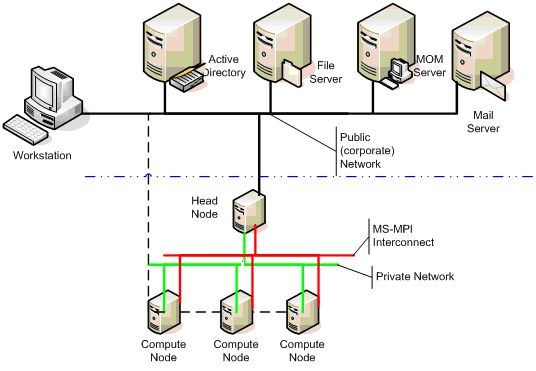 Active
Directory
File
Server
MOM
Server
Mail
Server
Workstation
Public
(corporate)
Network
Head
Node
MS-MPI
Interconnect
Private Network
Compute
Node
Compute
Node
Compute
Node